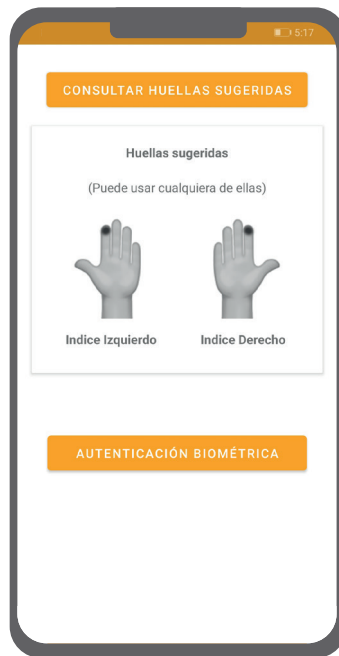 5:17
CONSULTAR HUELLAS SUGERIDAS
Huellas sugeridas
(Puede usar cualquiera de ellas)
Indice Izquierdo
Indice Derecho
AUTENTICACIÓN BIOMÉTRICA